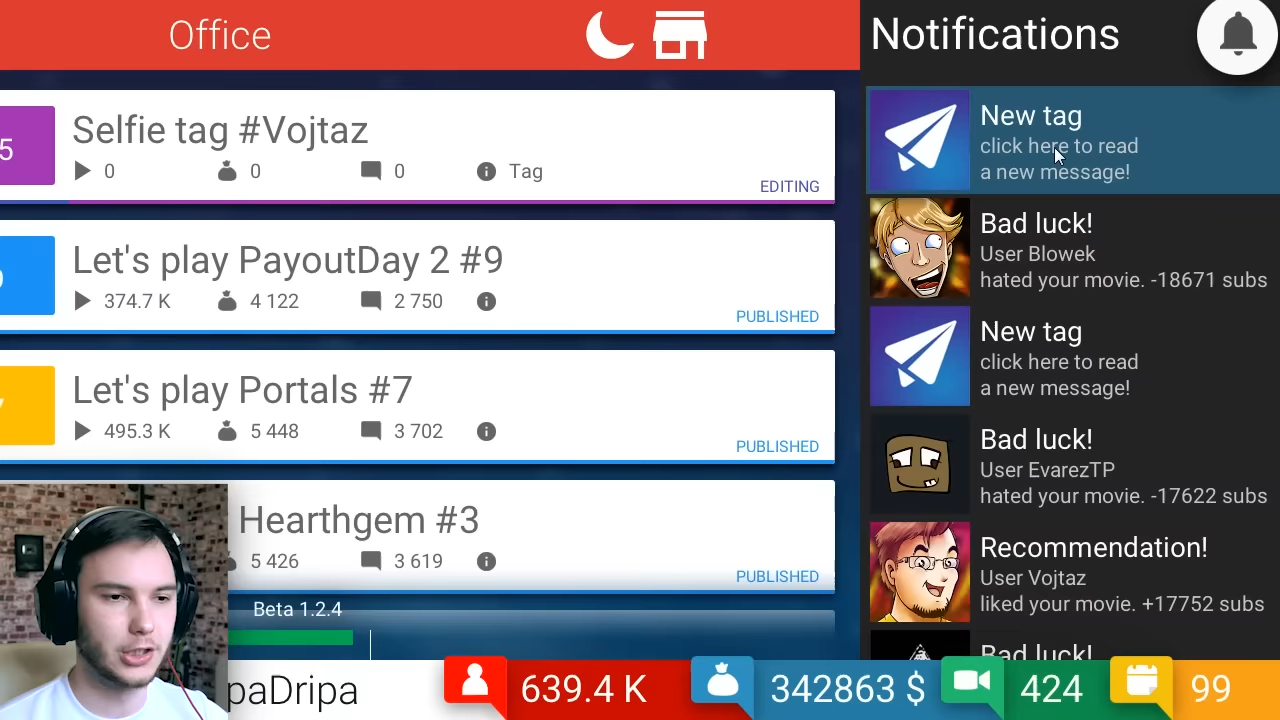 Office
Notifications
5
Selfie tag #Vojtaz
0 0 0 Tag
EDITING
Let's play PayoutDay 2 #9
374.7 K 4 122 2 750
PUBLISHED
Let's play Portals #7
495.3 K 5 448 3 702
PUBLISHED
Hearthgem #3
5 426 3 619
PUBLISHED
Beta 1.2.4
paDripa
New tag
click here to read
a new message!
Bad luck!
User Blowek
hated your movie. -18671 subs
New tag
click here to read
a new message!
Bad luck!
User EvarezTP
hated your movie. -17622 subs
Recommendation!
User Vojtaz
liked your movie. +17752 subs
Bad luck!
639.4 K 342863 $ 424 99